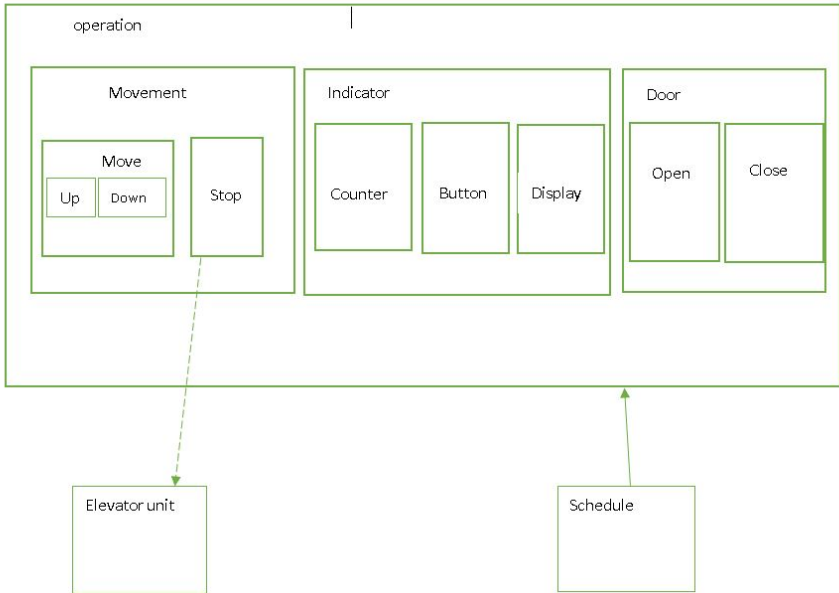 operation
Movement
Indicator
Door
Move
Up
Down
Stop
Counter
Button
Display
Open
Close
Elevator unit
Schedule